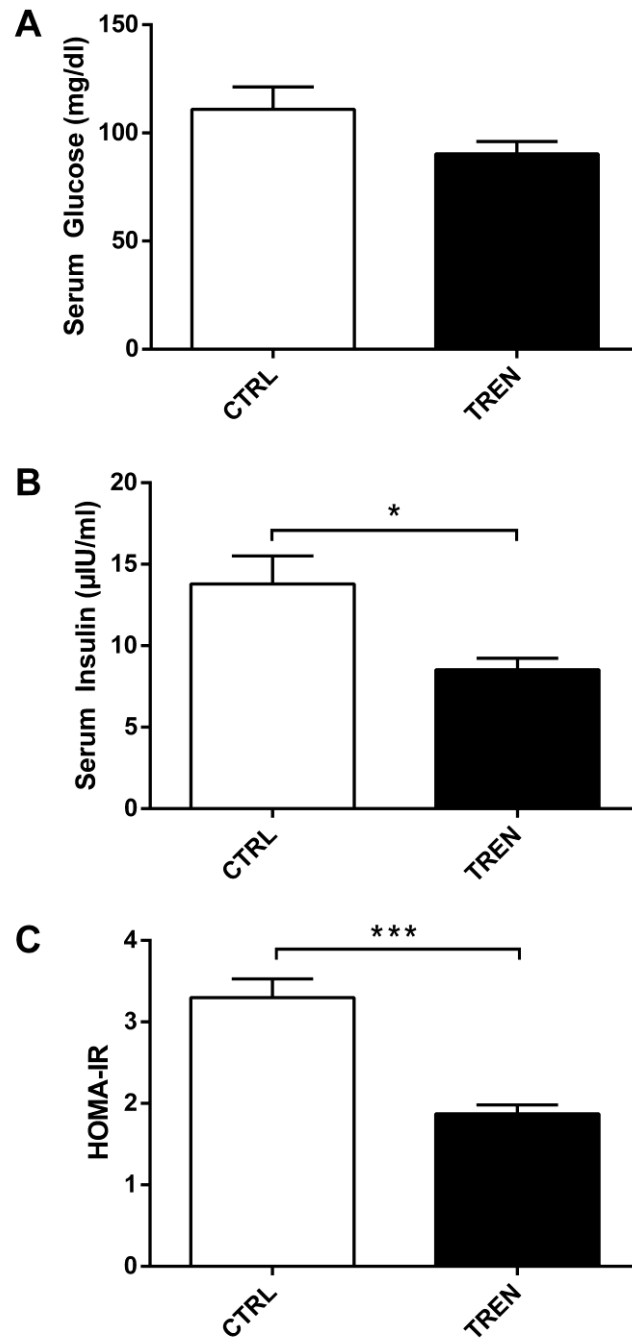 A
Serum Glucose (mg/dl)
150
100
50
0
CTRL
TREN
B
Serum Insulin (µIU/ml)
20
15
10
5
0
*
CTRL
TREN
C
HOMA-IR
4
3
2
1
0
***
CTRL
TREN